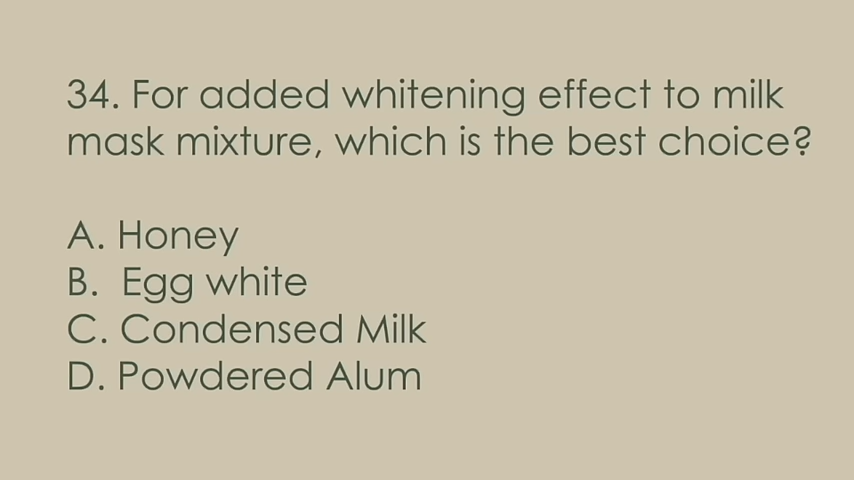 34. For added whitening effect to milk
mask mixture, which is the best choice?
A. Honey
B. Egg white
C. Condensed Milk
D. Powdered Alum